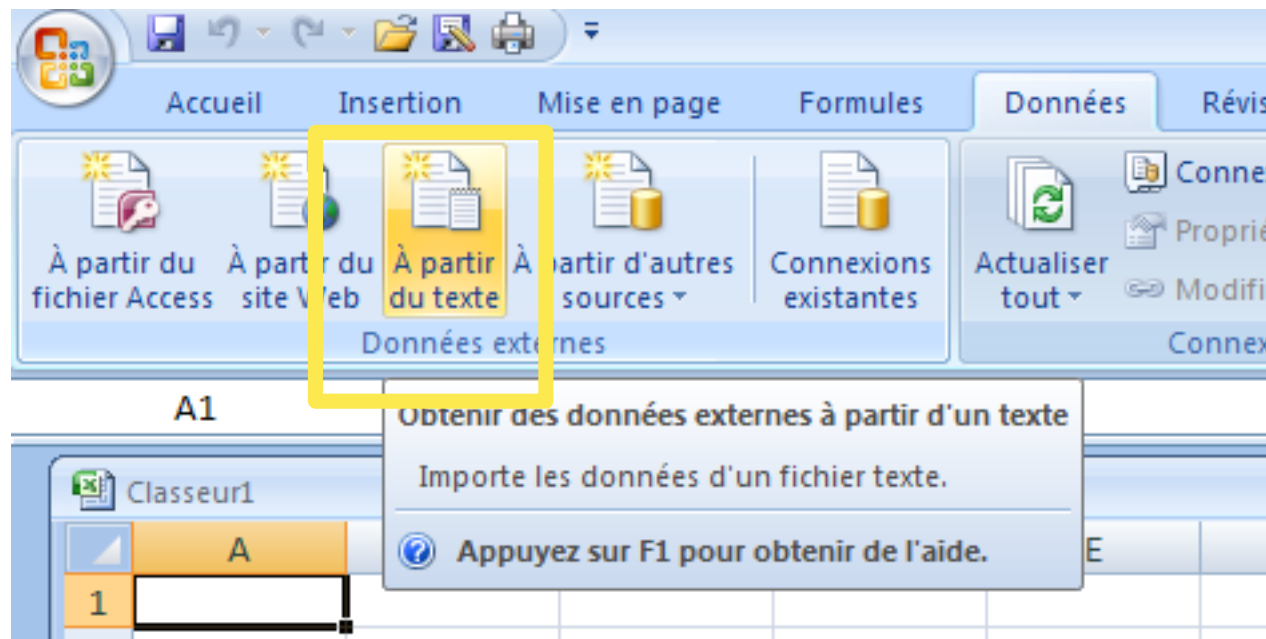 Accueil Insertion Mise en page Formules Données
À partir du
fichier Access
À partir du
site Web
À partir
du texte
À partir d'autres
sources
Connexions
existantes
Actualiser
tout
Données externes
A1
Obtenir des données externes à partir d'un texte
Importe les données d'un fichier texte.
Appuyez sur F1 pour obtenir de l'aide.
Classeur1
A E
1